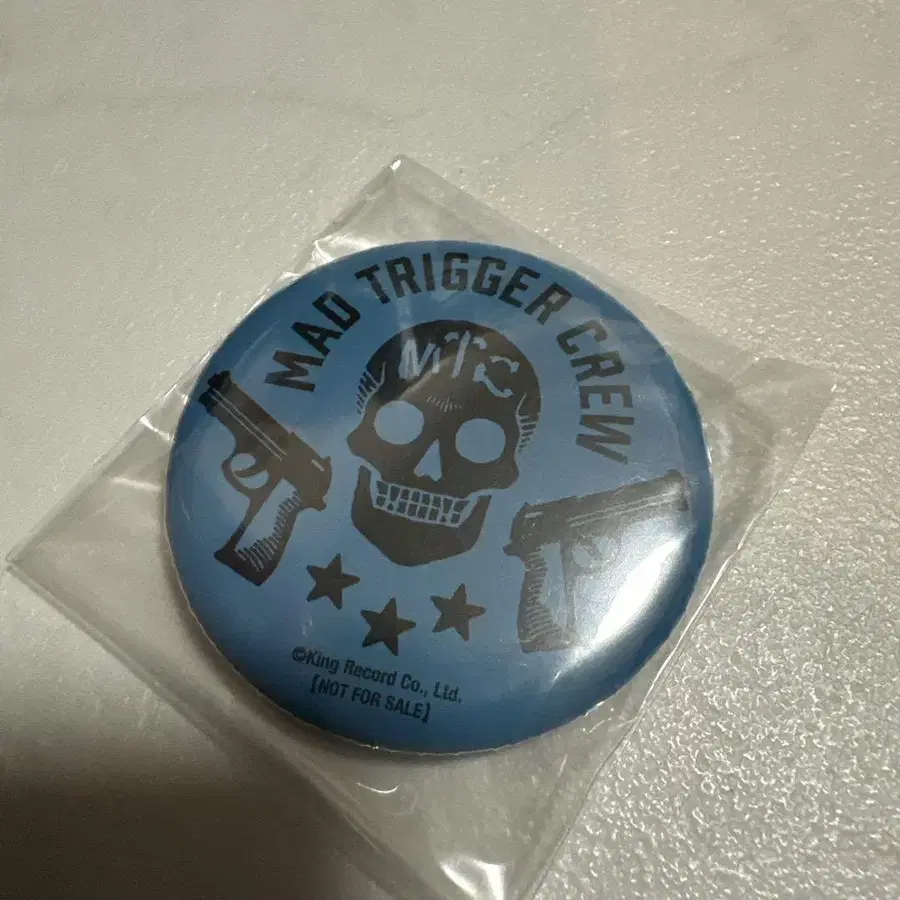 MAD TRIGGER CREW
MTC
©King Record Co., Ltd.
【NOT FOR SALE】